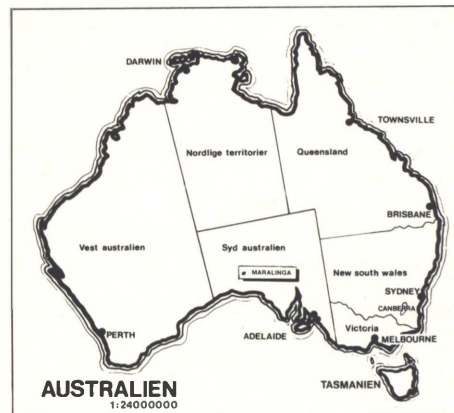 DARWIN
TOWNSVILLE
Nordlige territorier
Queensland
BRISBANE
Vest australien
Syd australien
MARALINGA
New south wales
SYDNEY
CANBERRA
PERTH
ADELAIDE
Victoria
MELBOURNE
TASMANIEN
AUSTRALIEN
1:24000000